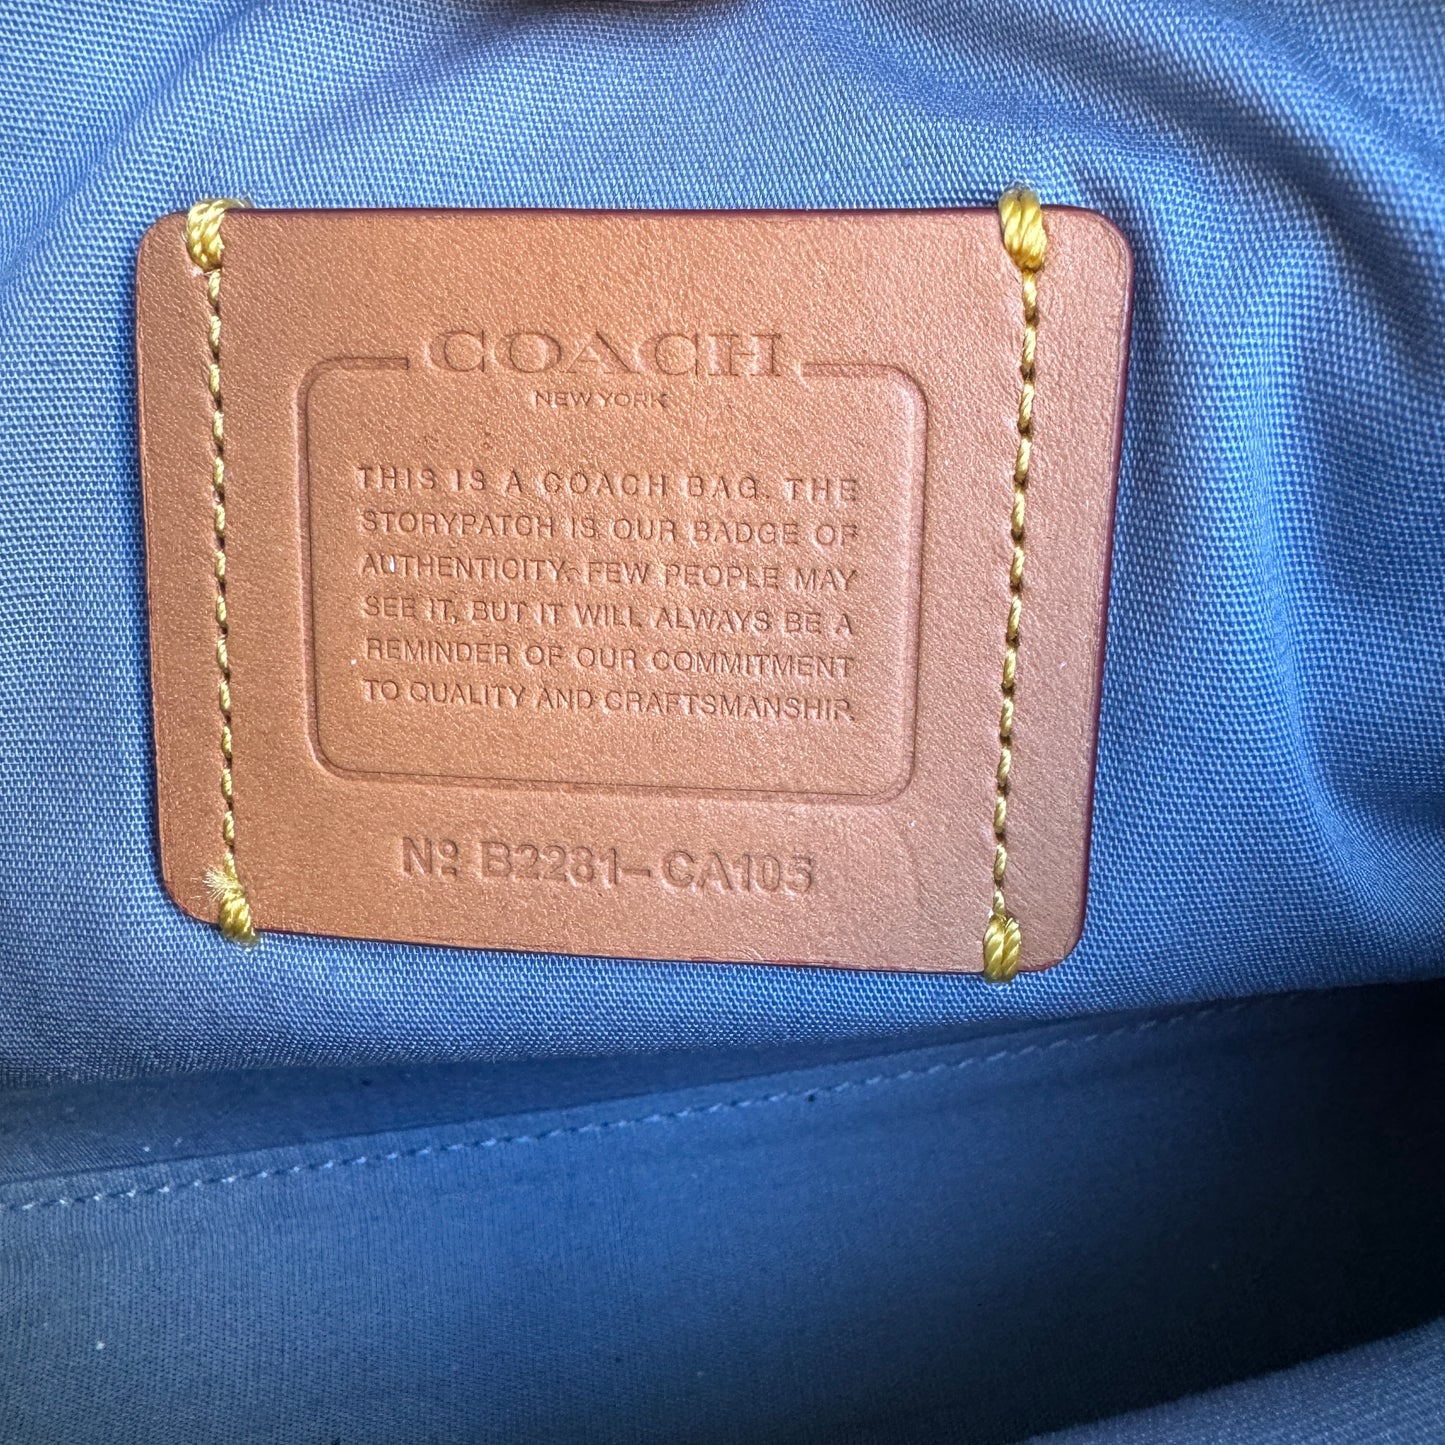 COACH
NEW YORK
THIS IS A COACH BAG. THE
STORYPATCH IS OUR BADGE OF
AUTHENTICITY. FEW PEOPLE MAY
SEE IT, BUT IT WILL ALWAYS BE A
REMINDER OF OUR COMMITMENT
TO QUALITY AND CRAFTSMANSHIP.
Nº B2281-CA105